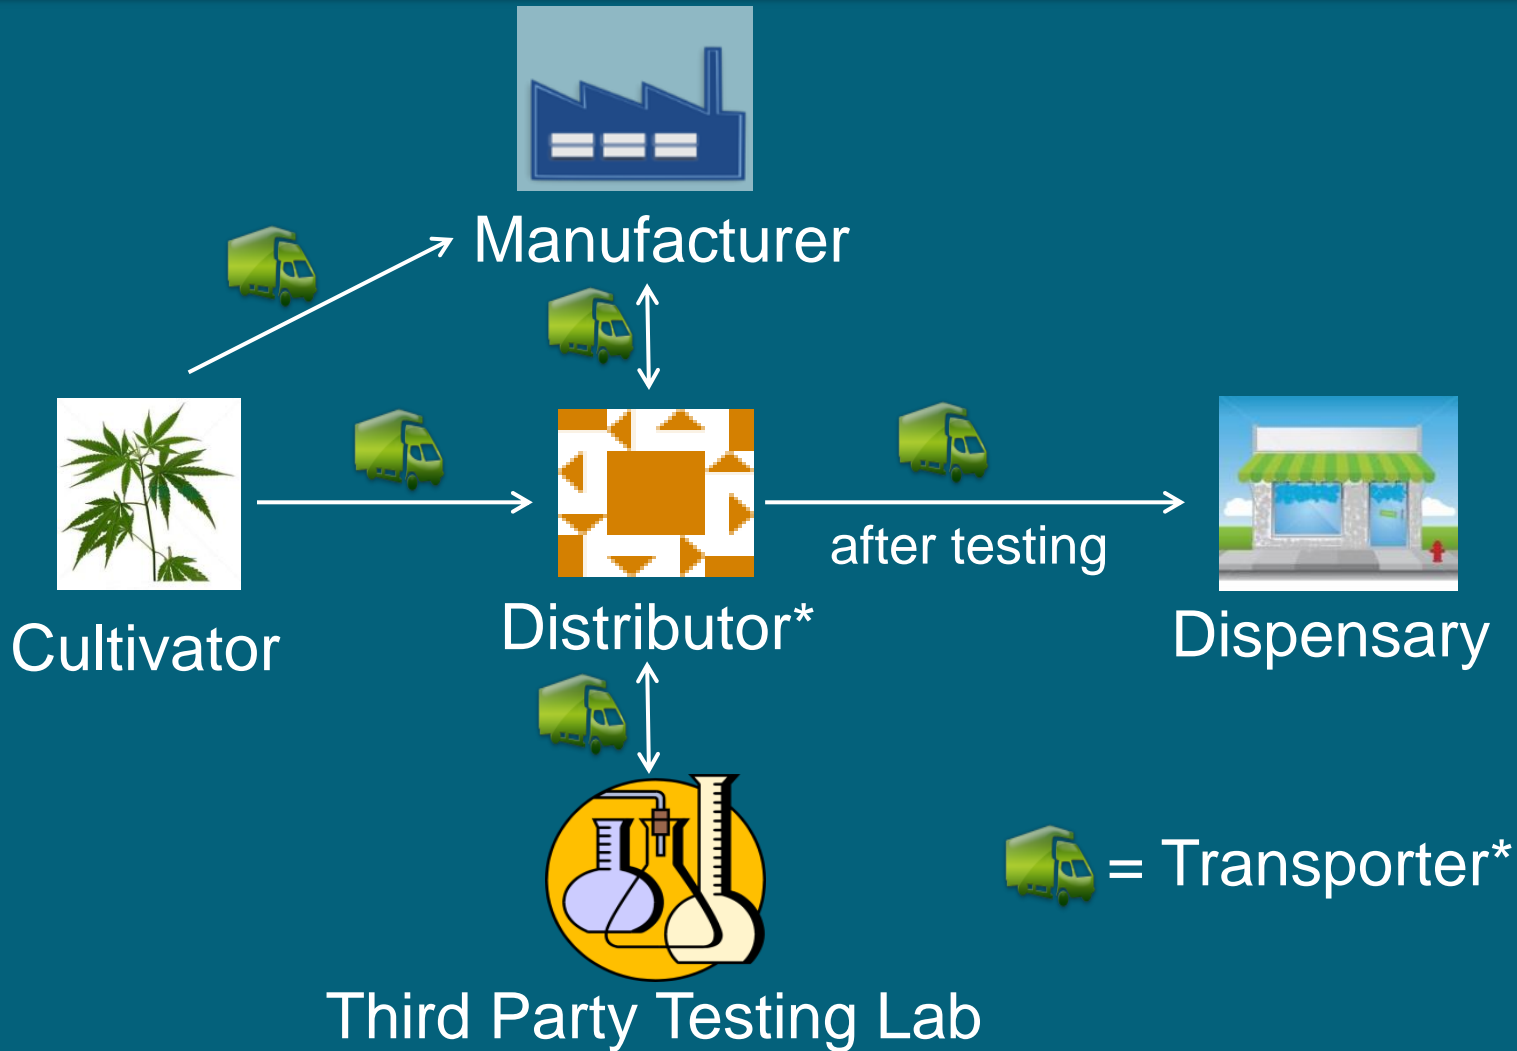 Manufacturer
after testing
Cultivator
Distributor*
Dispensary
= Transporter*
Third Party Testing Lab